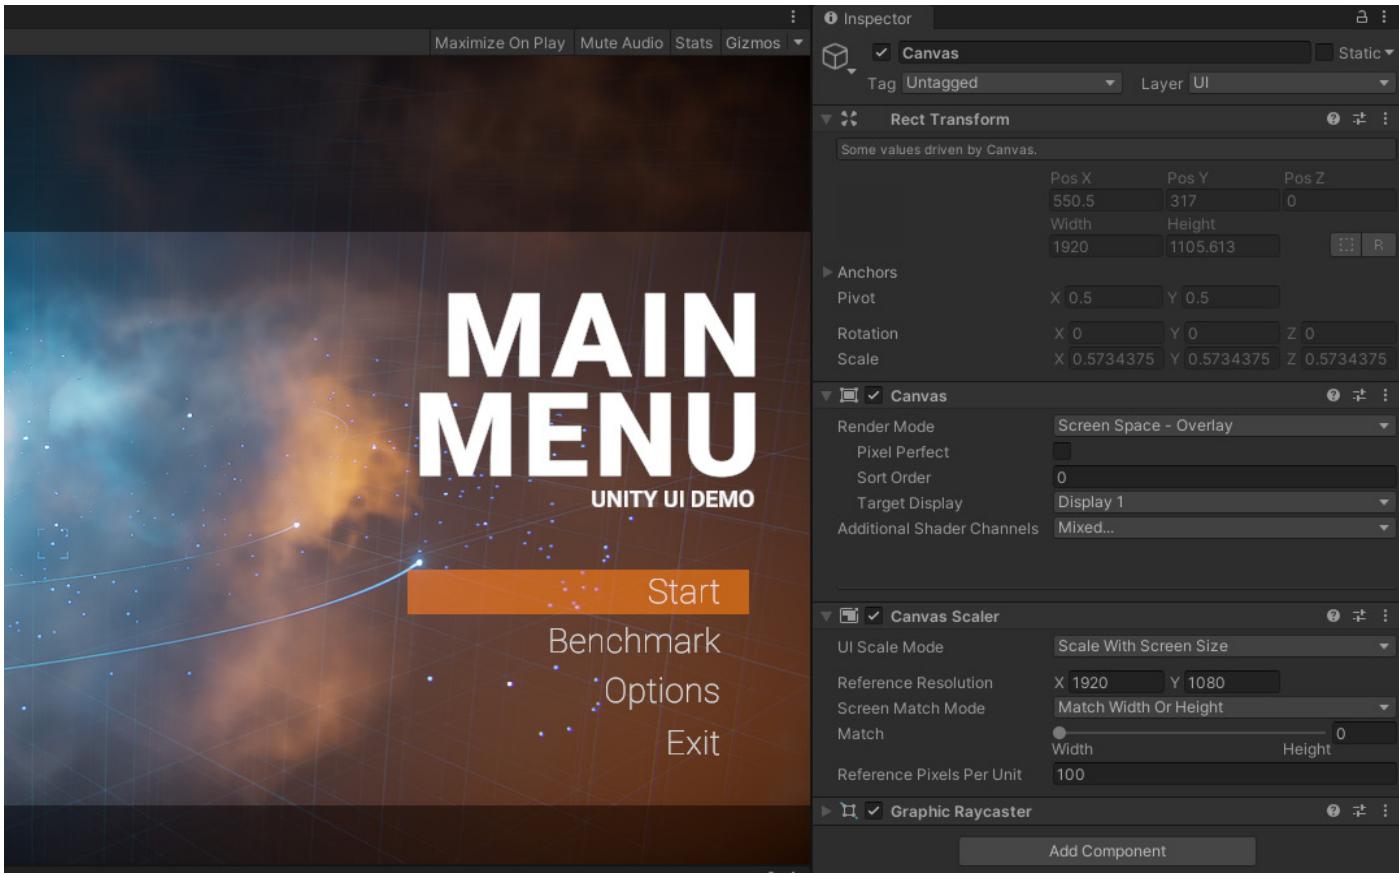 Maximize On Play Mute Audio Stats Gizmos
MAIN
MENU
UNITY UI DEMO
Start
Benchmark
Options
Exit
Inspector
Canvas Static
Tag Untagged Layer UI
Rect Transform
Some values driven by Canvas.
Pos X Pos Y Pos Z
550.5 317 0
Width Height
1920 1105.613 R
Anchors
Pivot X 0.5 Y 0.5
Rotation X 0 Y 0 Z 0
Scale X 0.5734375 Y 0.5734375 Z 0.5734375
Canvas
Render Mode Screen Space - Overlay
Pixel Perfect
Sort Order 0
Target Display Display 1
Additional Shader Channels Mixed...
Canvas Scaler
UI Scale Mode Scale With Screen Size
Reference Resolution X 1920 Y 1080
Screen Match Mode Match Width Or Height
Match 0
Width Height
Reference Pixels Per Unit 100
Graphic Raycaster
Add Component